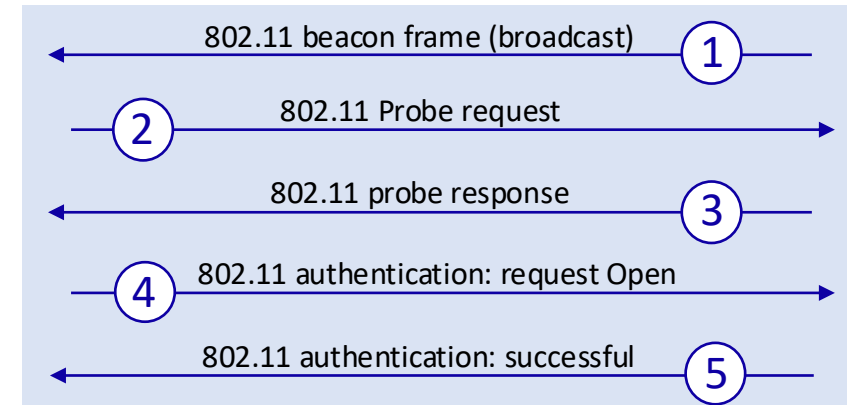 802.11 beacon frame (broadcast)
1
802.11 Probe request
2
802.11 probe response
3
802.11 authentication: request Open
4
802.11 authentication: successful
5